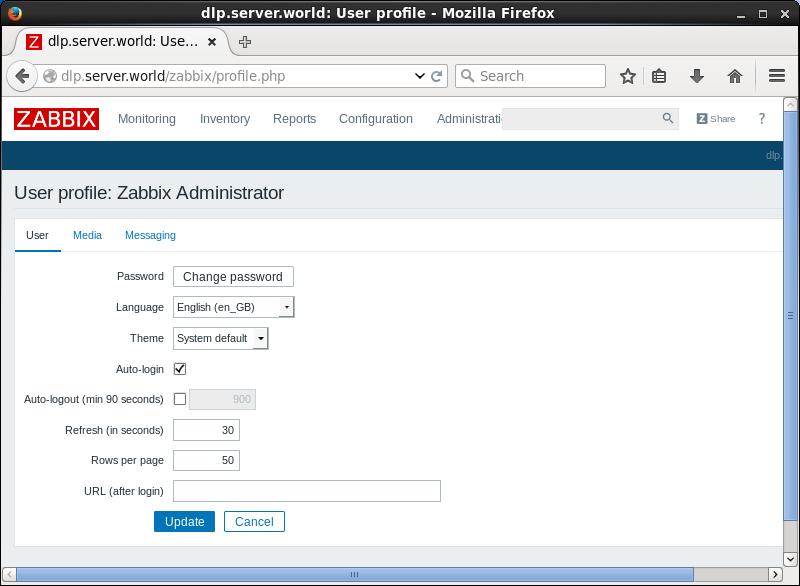 dlp.server.world: User profile - Mozilla Firefox
Z dlp.server.world: Use...
dlp.server.world/zabbix/profile.php Search
ZABBIX Monitoring Inventory Reports Configuration Administrati Z Share ?
dlp.
User profile: Zabbix Administrator
User Media Messaging
Password Change password
Language English (en_GB)
Theme System default
Auto-login
Auto-logout (min 90 seconds) 900
Refresh (in seconds) 30
Rows per page 50
URL (after login)
Update Cancel